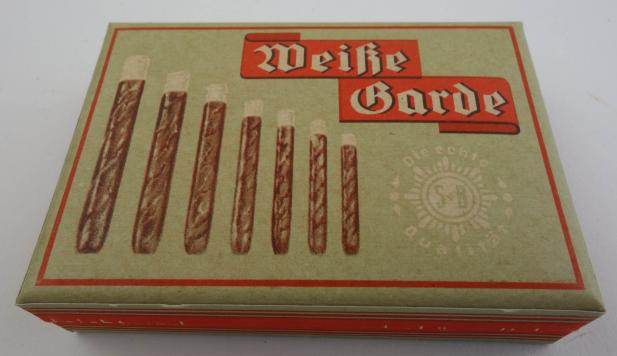 Weiße
Garde
Die echte
S&B
Qualität